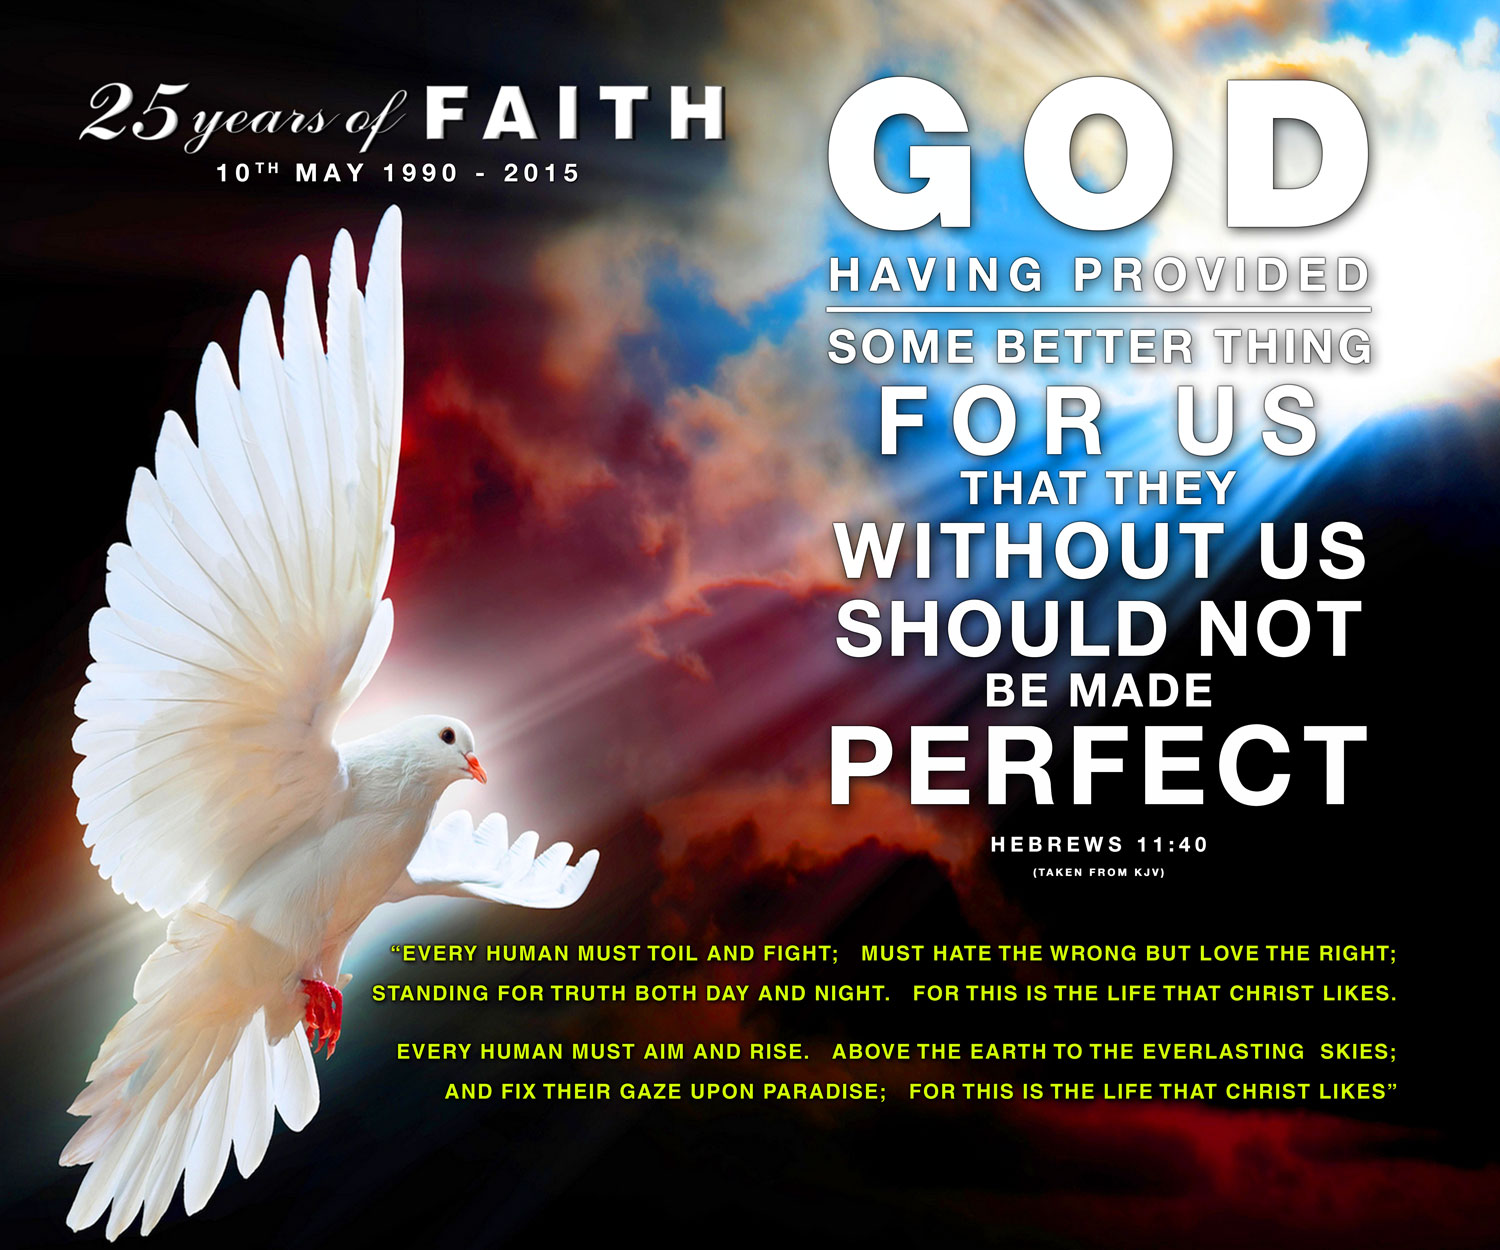 25 years of FAITH
10TH MAY 1990 - 2015
GOD
HAVING PROVIDED
SOME BETTER THING
FOR US
THAT THEY
WITHOUT US
SHOULD NOT
BE MADE
PERFECT
HEBREWS 11:40
(TAKEN FROM KJV)
“EVERY HUMAN MUST TOIL AND FIGHT; MUST HATE THE WRONG BUT LOVE THE RIGHT;
STANDING FOR TRUTH BOTH DAY AND NIGHT. FOR THIS IS THE LIFE THAT CHRIST LIKES.
EVERY HUMAN MUST AIM AND RISE. ABOVE THE EARTH TO THE EVERLASTING SKIES;
AND FIX THEIR GAZE UPON PARADISE; FOR THIS IS THE LIFE THAT CHRIST LIKES”